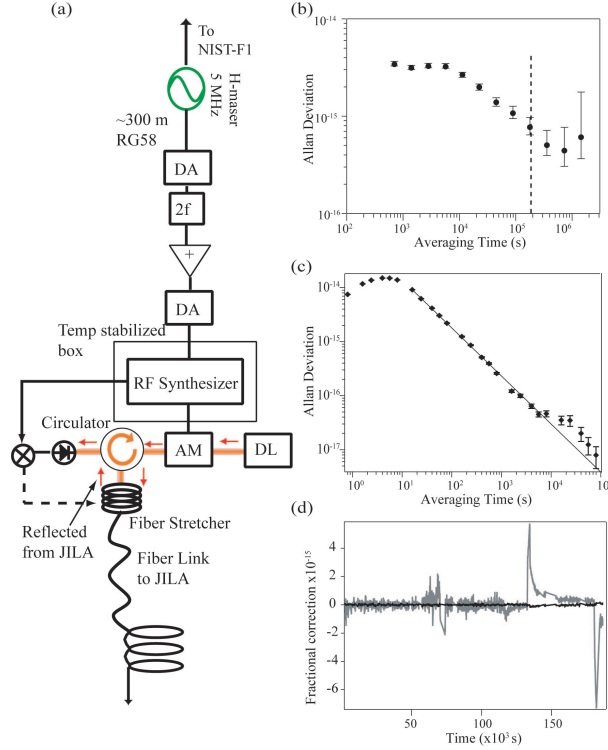 (a)
To
NIST-F1
H-maser
5 MHz
~300 m
RG58
DA
2f
+
DA
Temp stabilized
box
RF Synthesizer
Circulator
AM
DL
Reflected
from JILA
Fiber Stretcher
Fiber Link
to JILA
(b)
Allan Deviation
10-15
10-16
10² 10³ 10⁴ 10⁵ 10⁶
Averaging Time (s)
(c)
Allan Deviation
10-14
10-15
10-16
10-17
10⁰ 10¹ 10² 10³ 10⁴ 10
Averaging Time (s)
(d)
Fractional correction x10-15
4
2
0
-2
-4
-6
50 100 150
Time (x10³ s)